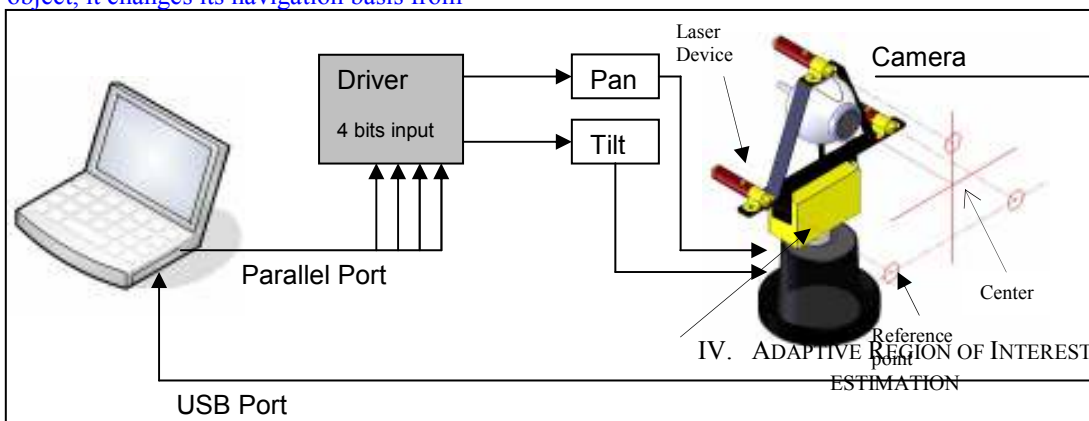 object, it changes its navigation basis from
Laser
Device
Camera
Driver
4 bits input
Pan
Tilt
Parallel Port
Center
Reference
point
IV. ADAPTIVE REGION OF INTEREST
ESTIMATION
USB Port